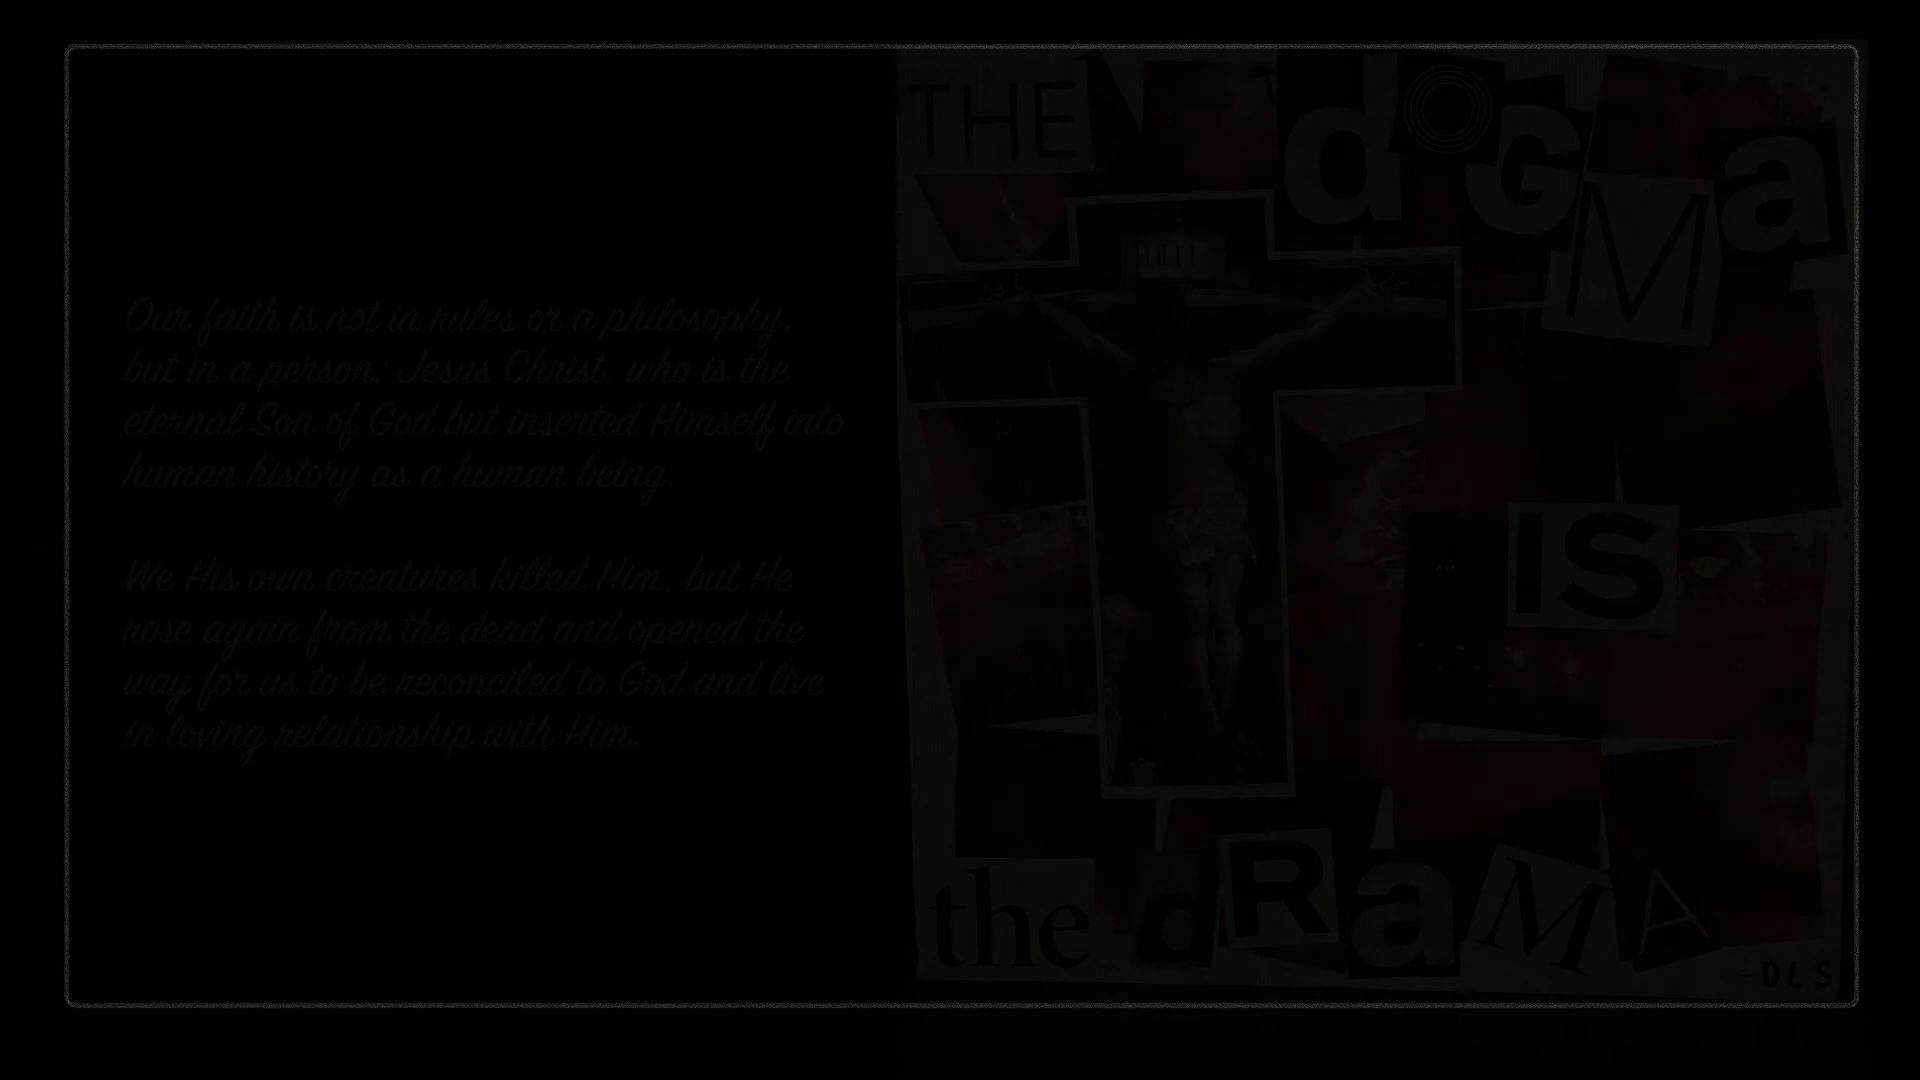 Our faith is not in rules or a philosophy,
but in a person: Jesus Christ, who is the
eternal Son of God but inserted Himself into
human history as a human being.
We His own creatures killed Him, but He
rose again from the dead and opened the
way for us to be reconciled to God and live
in loving relationship with Him.
THE dOGMa
IS
the dRaMA
DLS